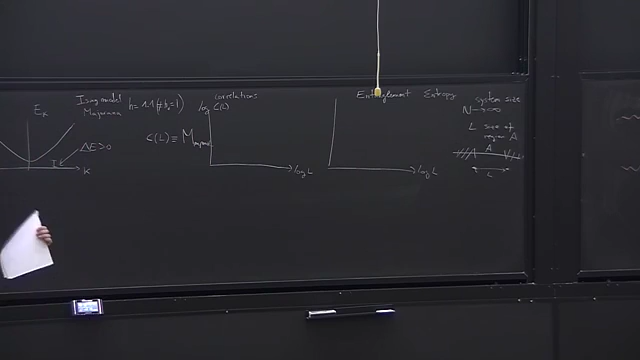 E_K
Ising model
h = 1.1 (≠ h_c = 1)
ΔE > 0
K
C(L) ≡
correlations
log C(L)
log L
Entanglement Entropy
log L
system size
N → ∞
L size of
region A
A
L